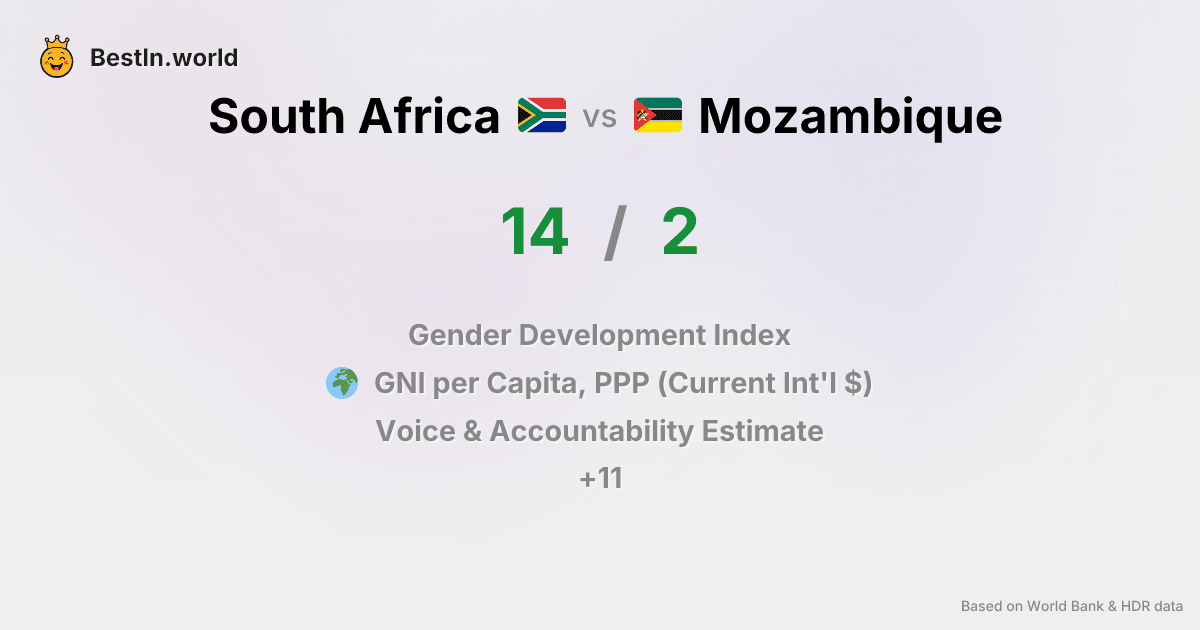 BestIn.world
South Africa vs Mozambique
14 / 2
Gender Development Index
GNI per Capita, PPP (Current Int'l $)
Voice & Accountability Estimate
+11
Based on World Bank & HDR data